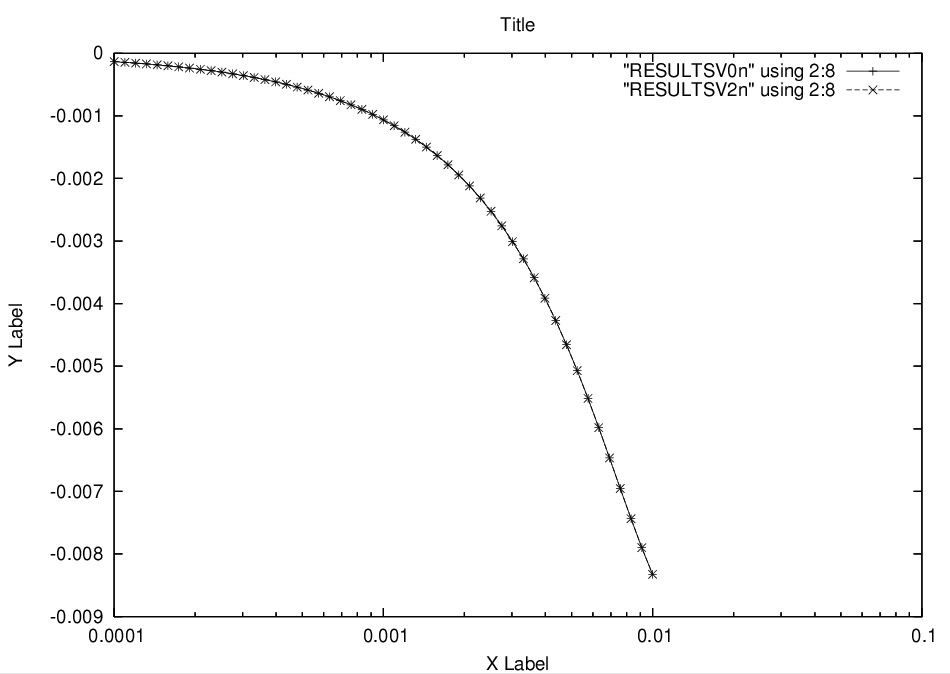 Title
"RESULTSV0n" using 2:8
"RESULTSV2n" using 2:8
0
-0.001
-0.002
-0.003
-0.004
-0.005
-0.006
-0.007
-0.008
-0.009
Y Label
0.0001 0.001 0.01 0.1
X Label